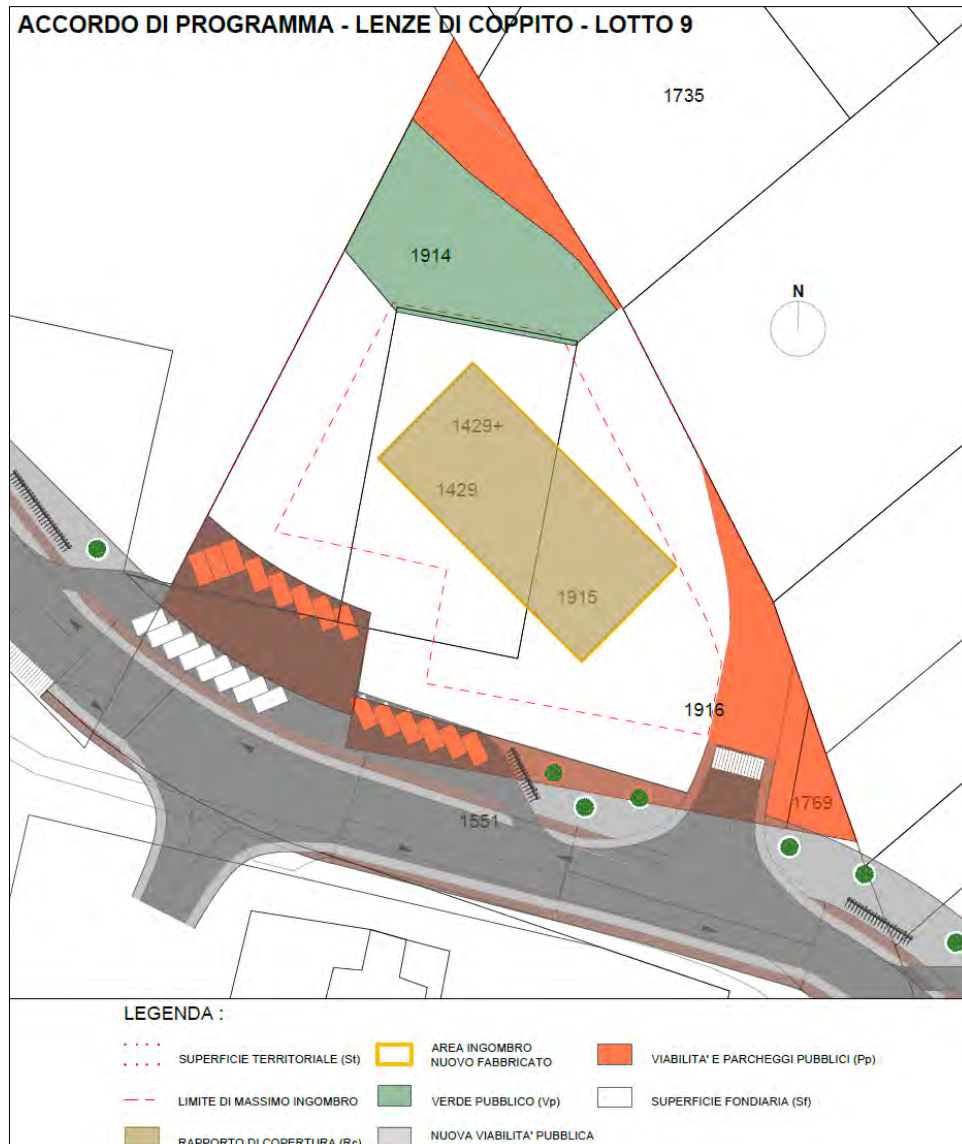 ACCORDO DI PROGRAMMA - LENZE DI COPPITO - LOTTO 9
1735
1914
N
1429+
1429
1915
1916
1769
1551
LEGENDA :
SUPERFICIE TERRITORIALE (St)
AREA INGOMBRO
NUOVO FABBRICATO
VIABILITA' E PARCHEGGI PUBBLICI (Pp)
LIMITE DI MASSIMO INGOMBRO
VERDE PUBBLICO (Vp)
SUPERFICIE FONDIARIA (Sf)
RAPPORTO DI COPERTURA (Rc)
NUOVA VIABILITA' PUBBLICA